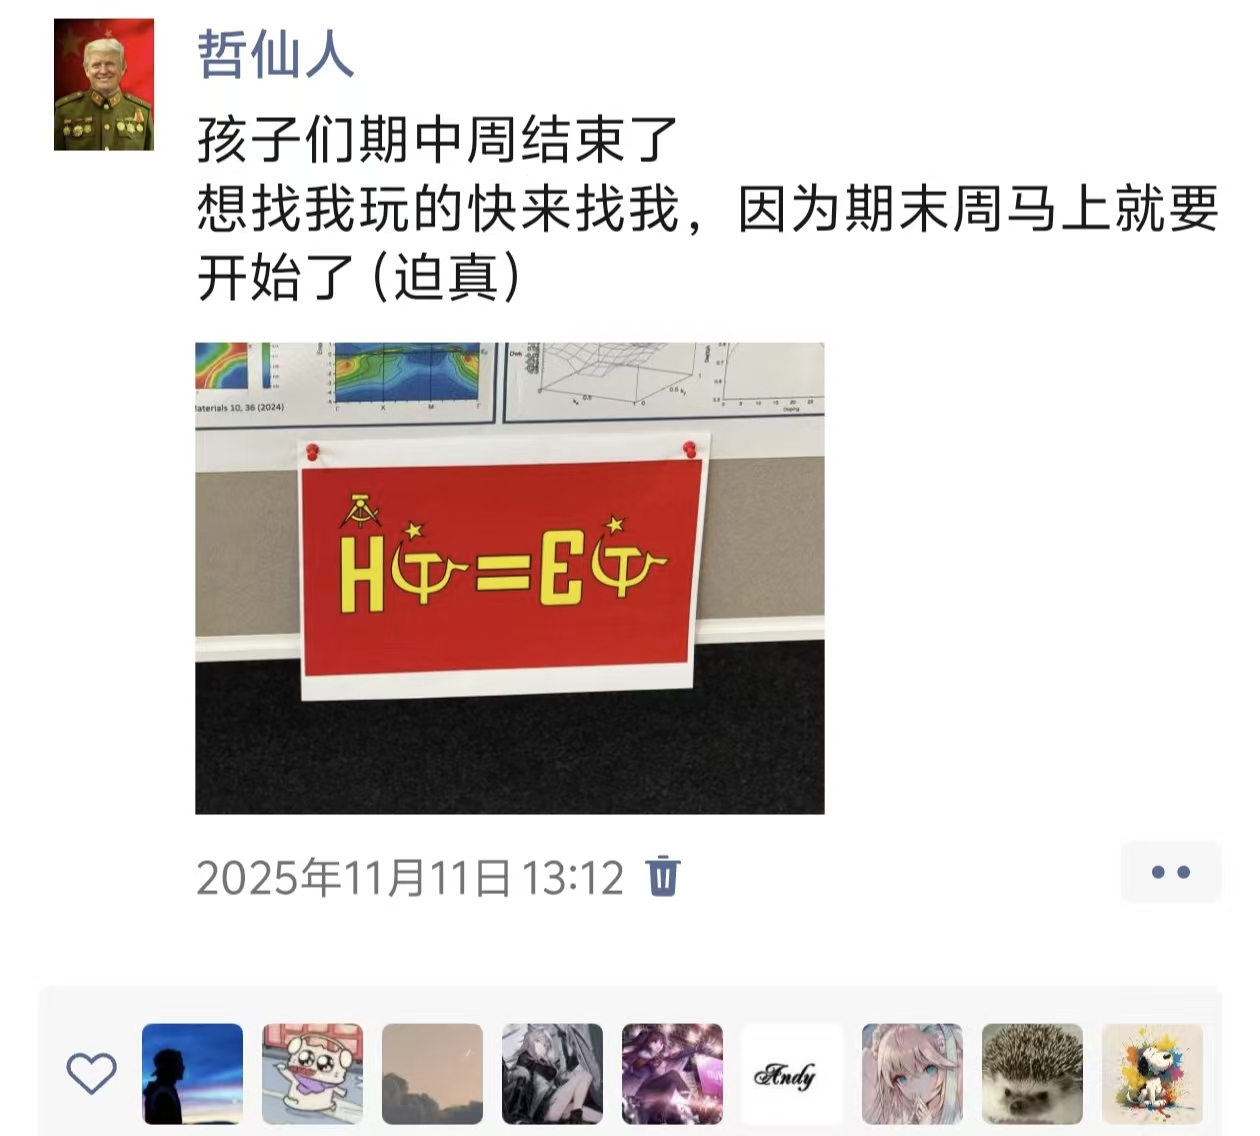 哲仙人
孩子们期中周结束了
想找我玩的快来找我，因为期末周马上就要
开始了（迫真）
aterials 10, 36 (2024)
Γ X M Γ
H=E
2025年11月11日 13:12
Andy